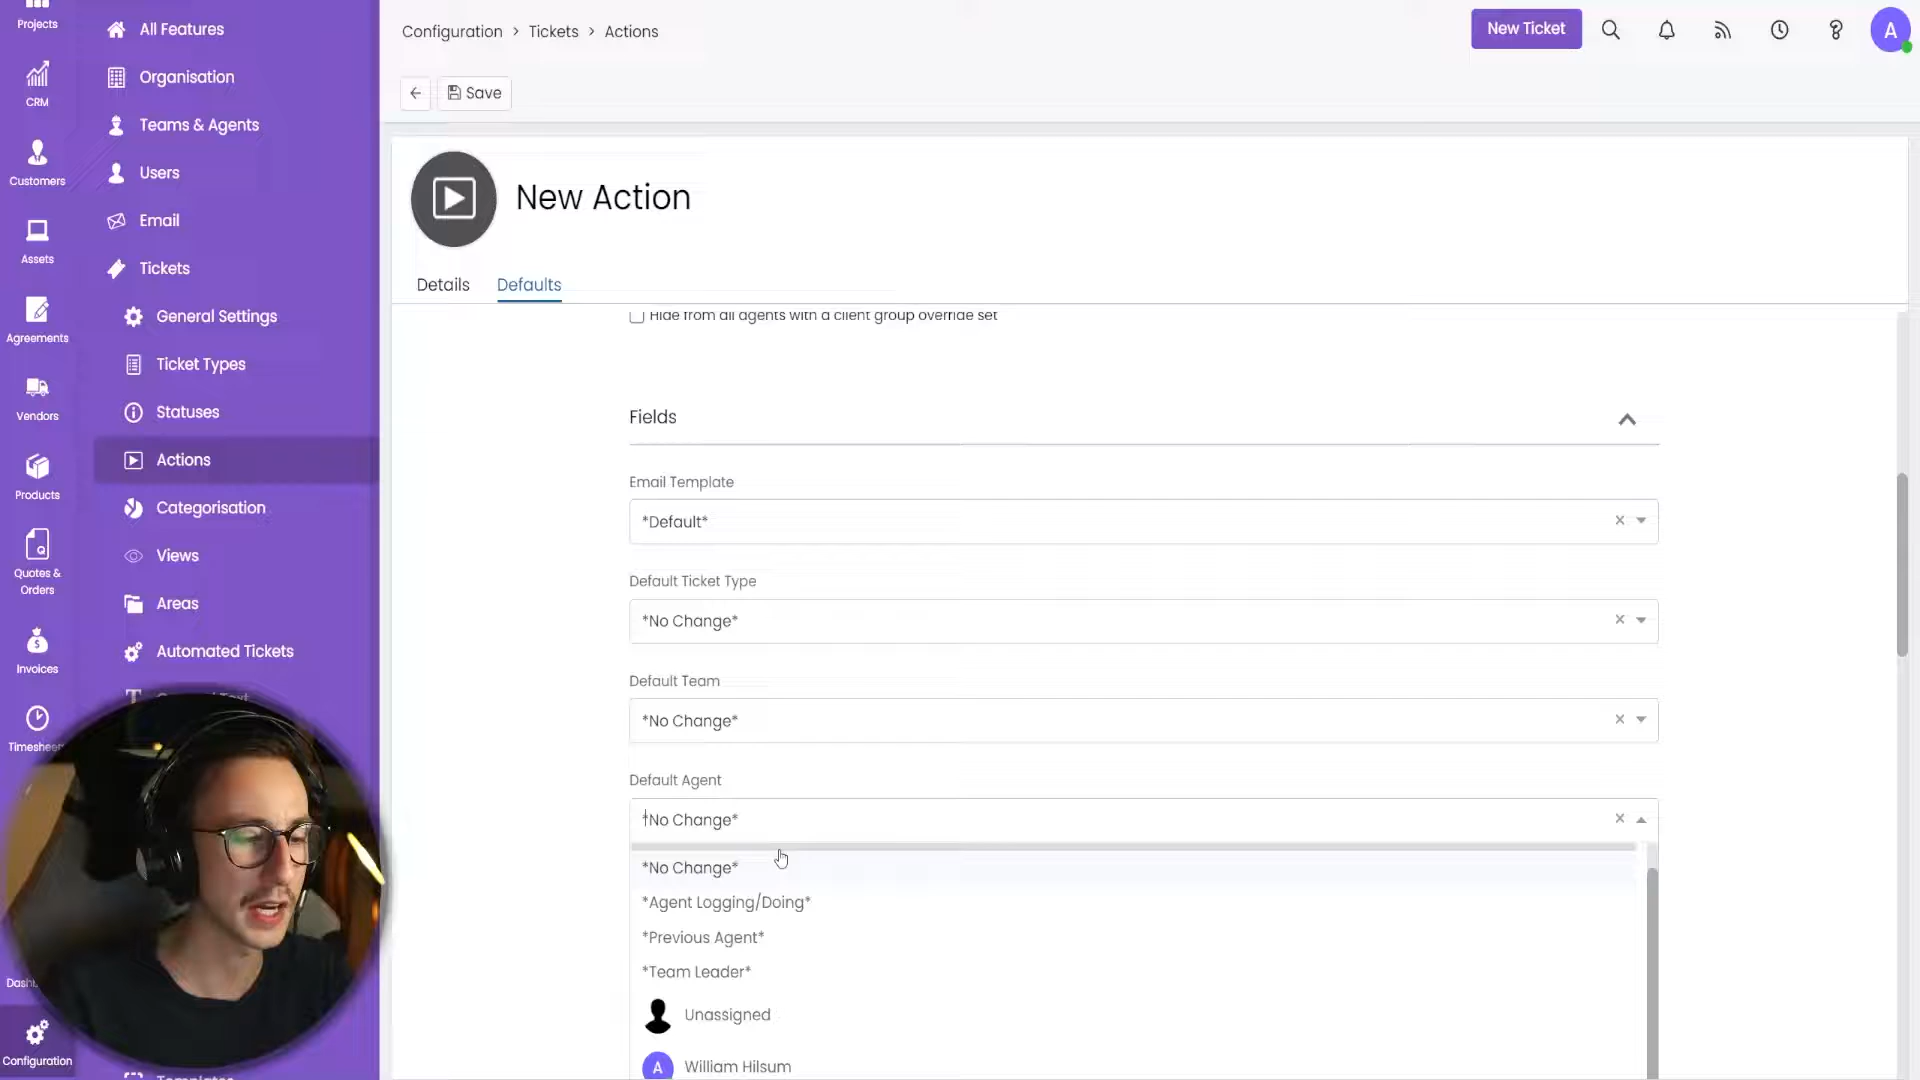 Projects
CRM
Customers
Assets
Agreements
Vendors
Products
Quotes &
Orders
Invoices
Configuration
All Features
Organisation
Teams & Agents
Users
Email
Tickets
General Settings
Ticket Types
Statuses
Actions
Categorisation
Views
Areas
Automated Tickets
Configuration > Tickets > Actions
New Ticket
A
Save
New Action
Details
Defaults
Hide from all agents with a client group override set
Fields
Email Template
*Default*
Default Ticket Type
*No Change*
Default Team
*No Change*
Default Agent
*No Change*
*No Change*
*Agent Logging/Doing*
*Previous Agent*
*Team Leader*
Unassigned
A William Hilsum